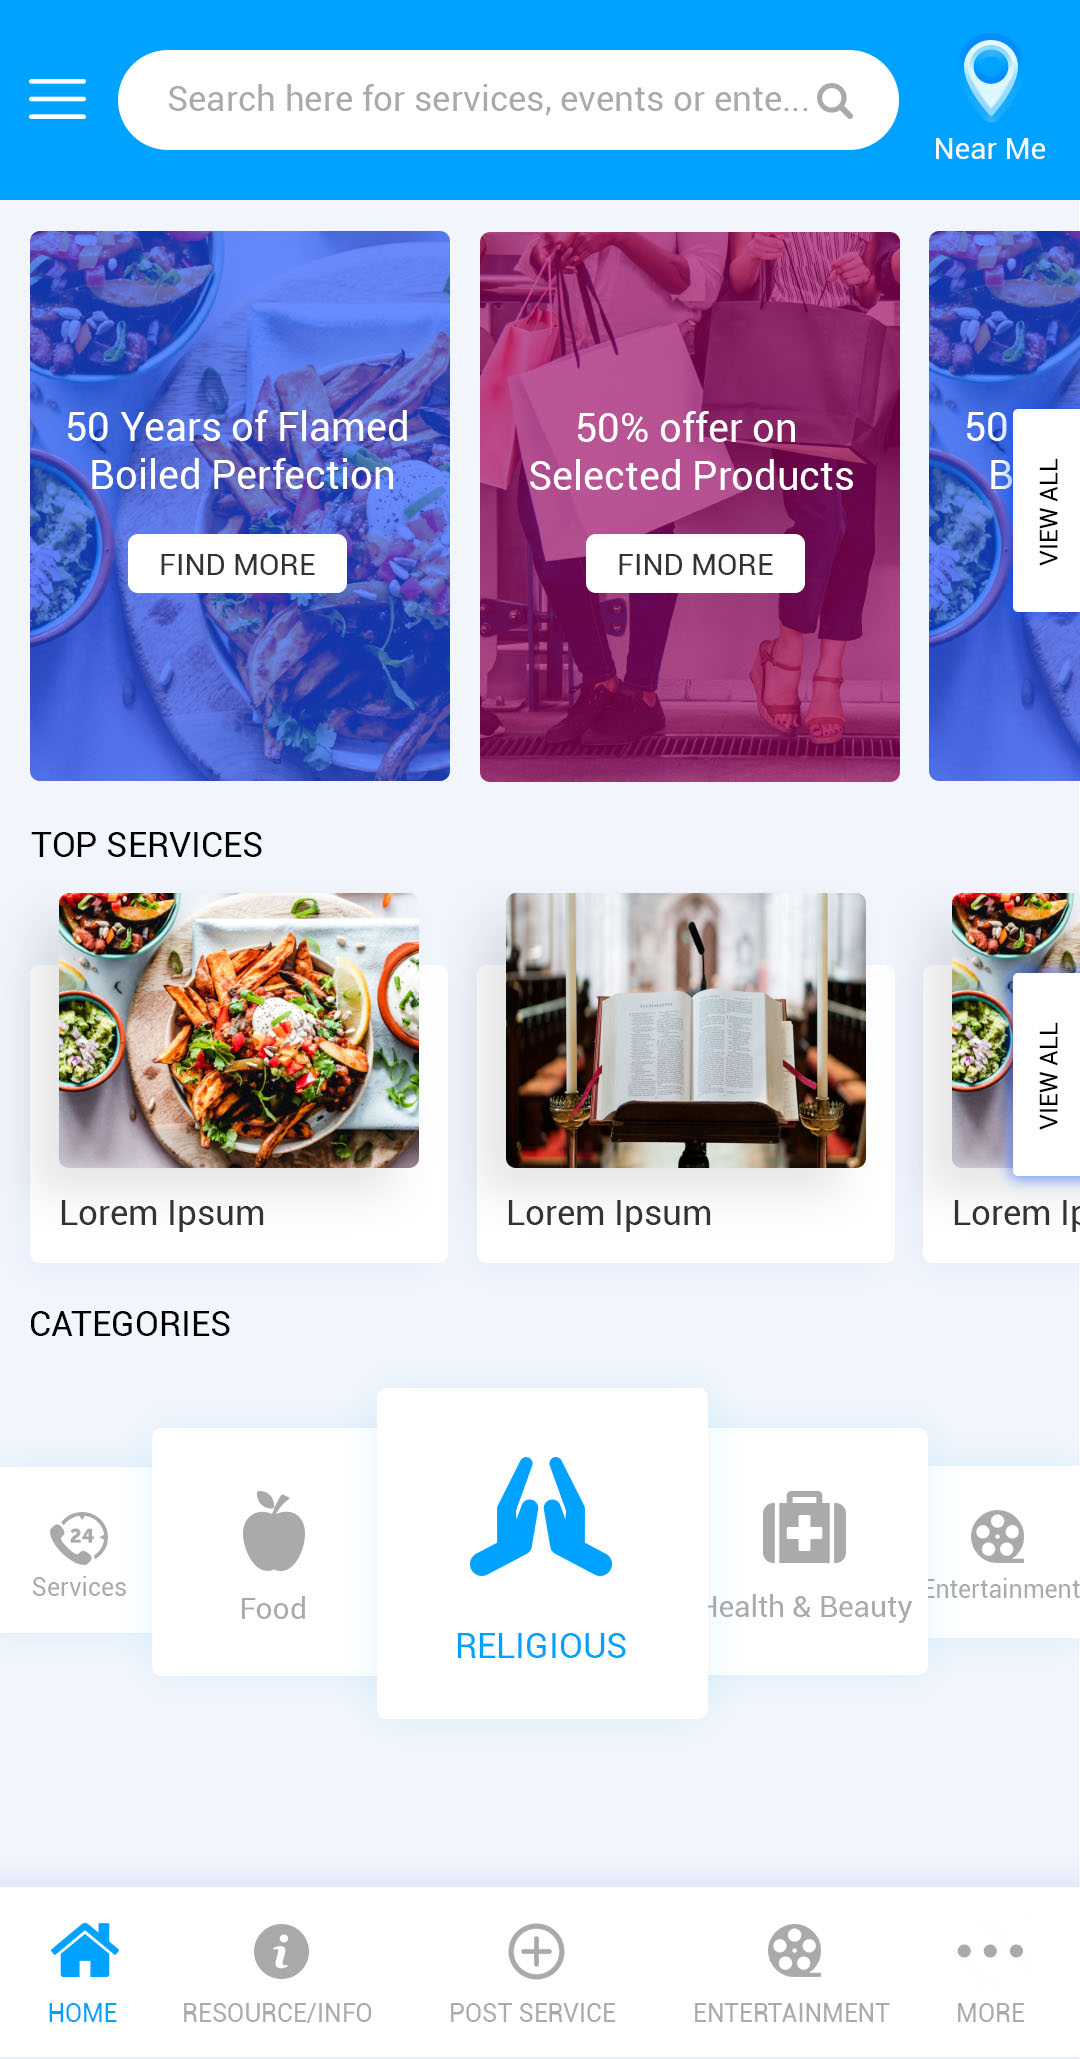 Search here for services, events or ente...
Near Me
50 Years of Flamed
Boiled Perfection
FIND MORE
50% offer on
Selected Products
FIND MORE
50
B
VIEW ALL
TOP SERVICES
Lorem Ipsum
Lorem Ipsum
Lorem Ip
VIEW ALL
CATEGORIES
24
Services
Food
RELIGIOUS
Health & Beauty
Entertainment
HOME
RESOURCE/INFO
POST SERVICE
ENTERTAINMENT
MORE